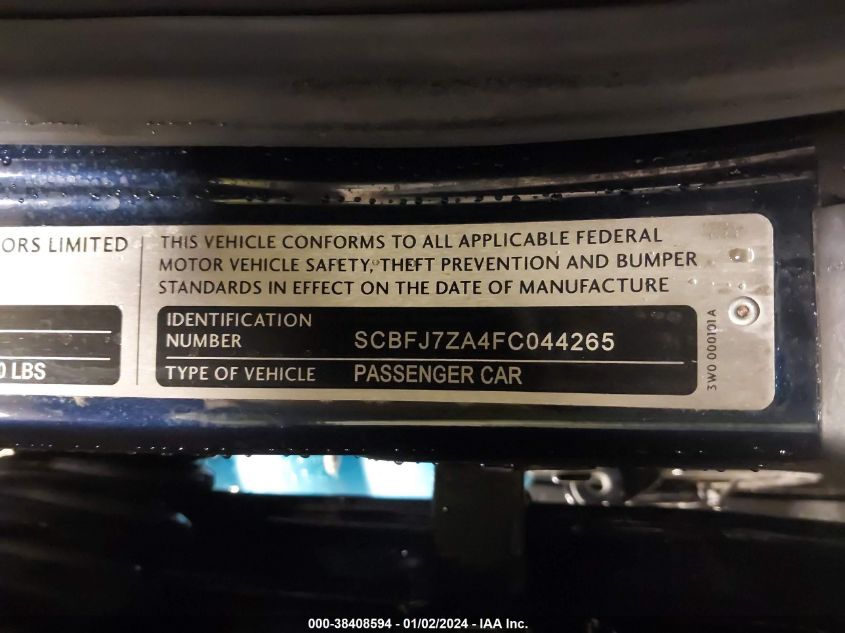 ORS LIMITED
0 LBS
THIS VEHICLE CONFORMS TO ALL APPLICABLE FEDERAL
MOTOR VEHICLE SAFETY, THEFT PREVENTION AND BUMPER
STANDARDS IN EFFECT ON THE DATE OF MANUFACTURE
IDENTIFICATION
NUMBER SCBFJ7ZA4FC044265
TYPE OF VEHICLE PASSENGER CAR
3W0 000101A
000-38408594 - 01/02/2024 - IAA Inc.